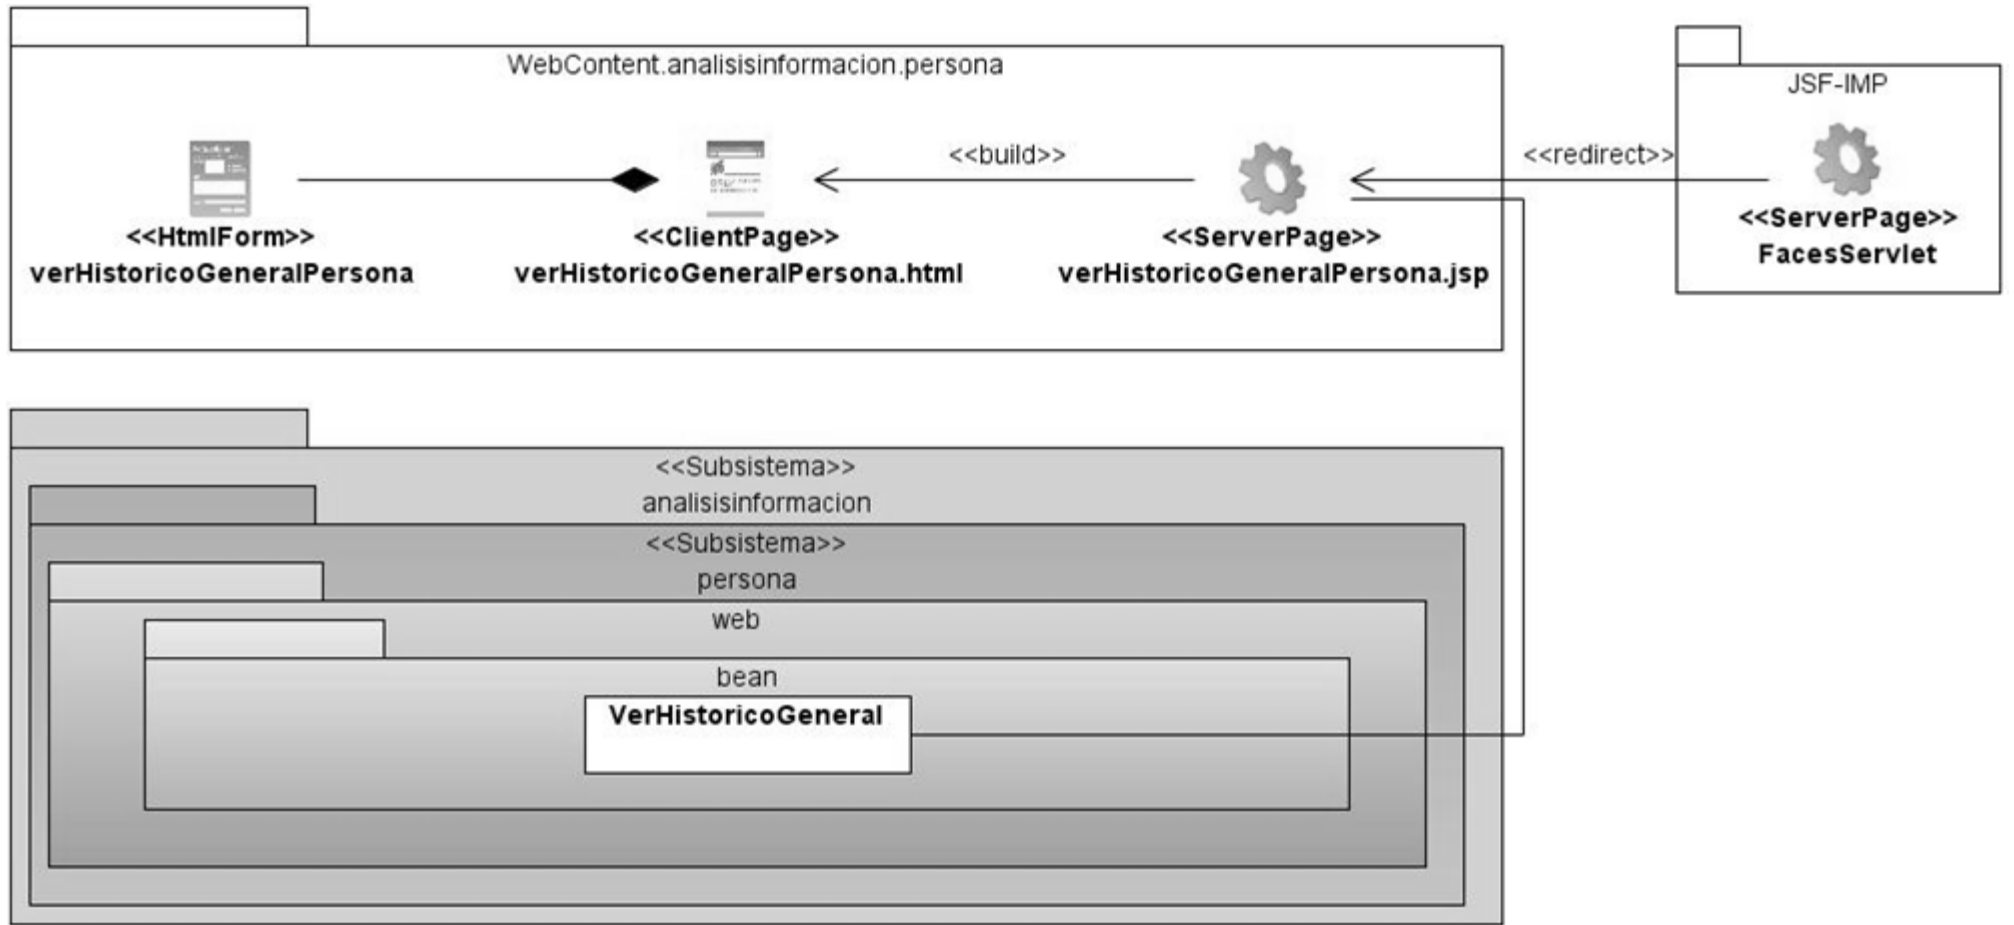 WebContent.analisisinformacion.persona
JSF-IMP
<<build>>
<<redirect>>
<<HtmlForm>>
verHistoricoGeneralPersona
<<ClientPage>>
verHistoricoGeneralPersona.html
<<ServerPage>>
verHistoricoGeneralPersona.jsp
<<ServerPage>>
FacesServlet
<<Subsistema>>
analisisinformacion
<<Subsistema>>
persona
web
bean
VerHistoricoGeneral